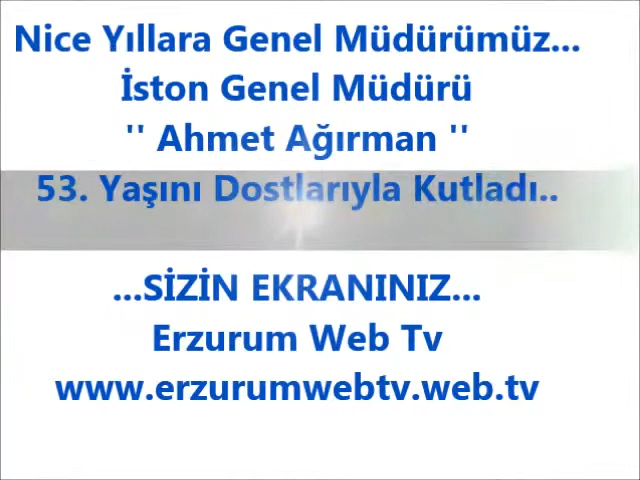 Nice Yıllara Genel Müdürümüz...
İston Genel Müdürü
'' Ahmet Ağırman ''
53. Yaşını Dostlarıyla Kutladı..
...SİZİN EKRANINIZ...
Erzurum Web Tv
www.erzurumwebtv.web.tv